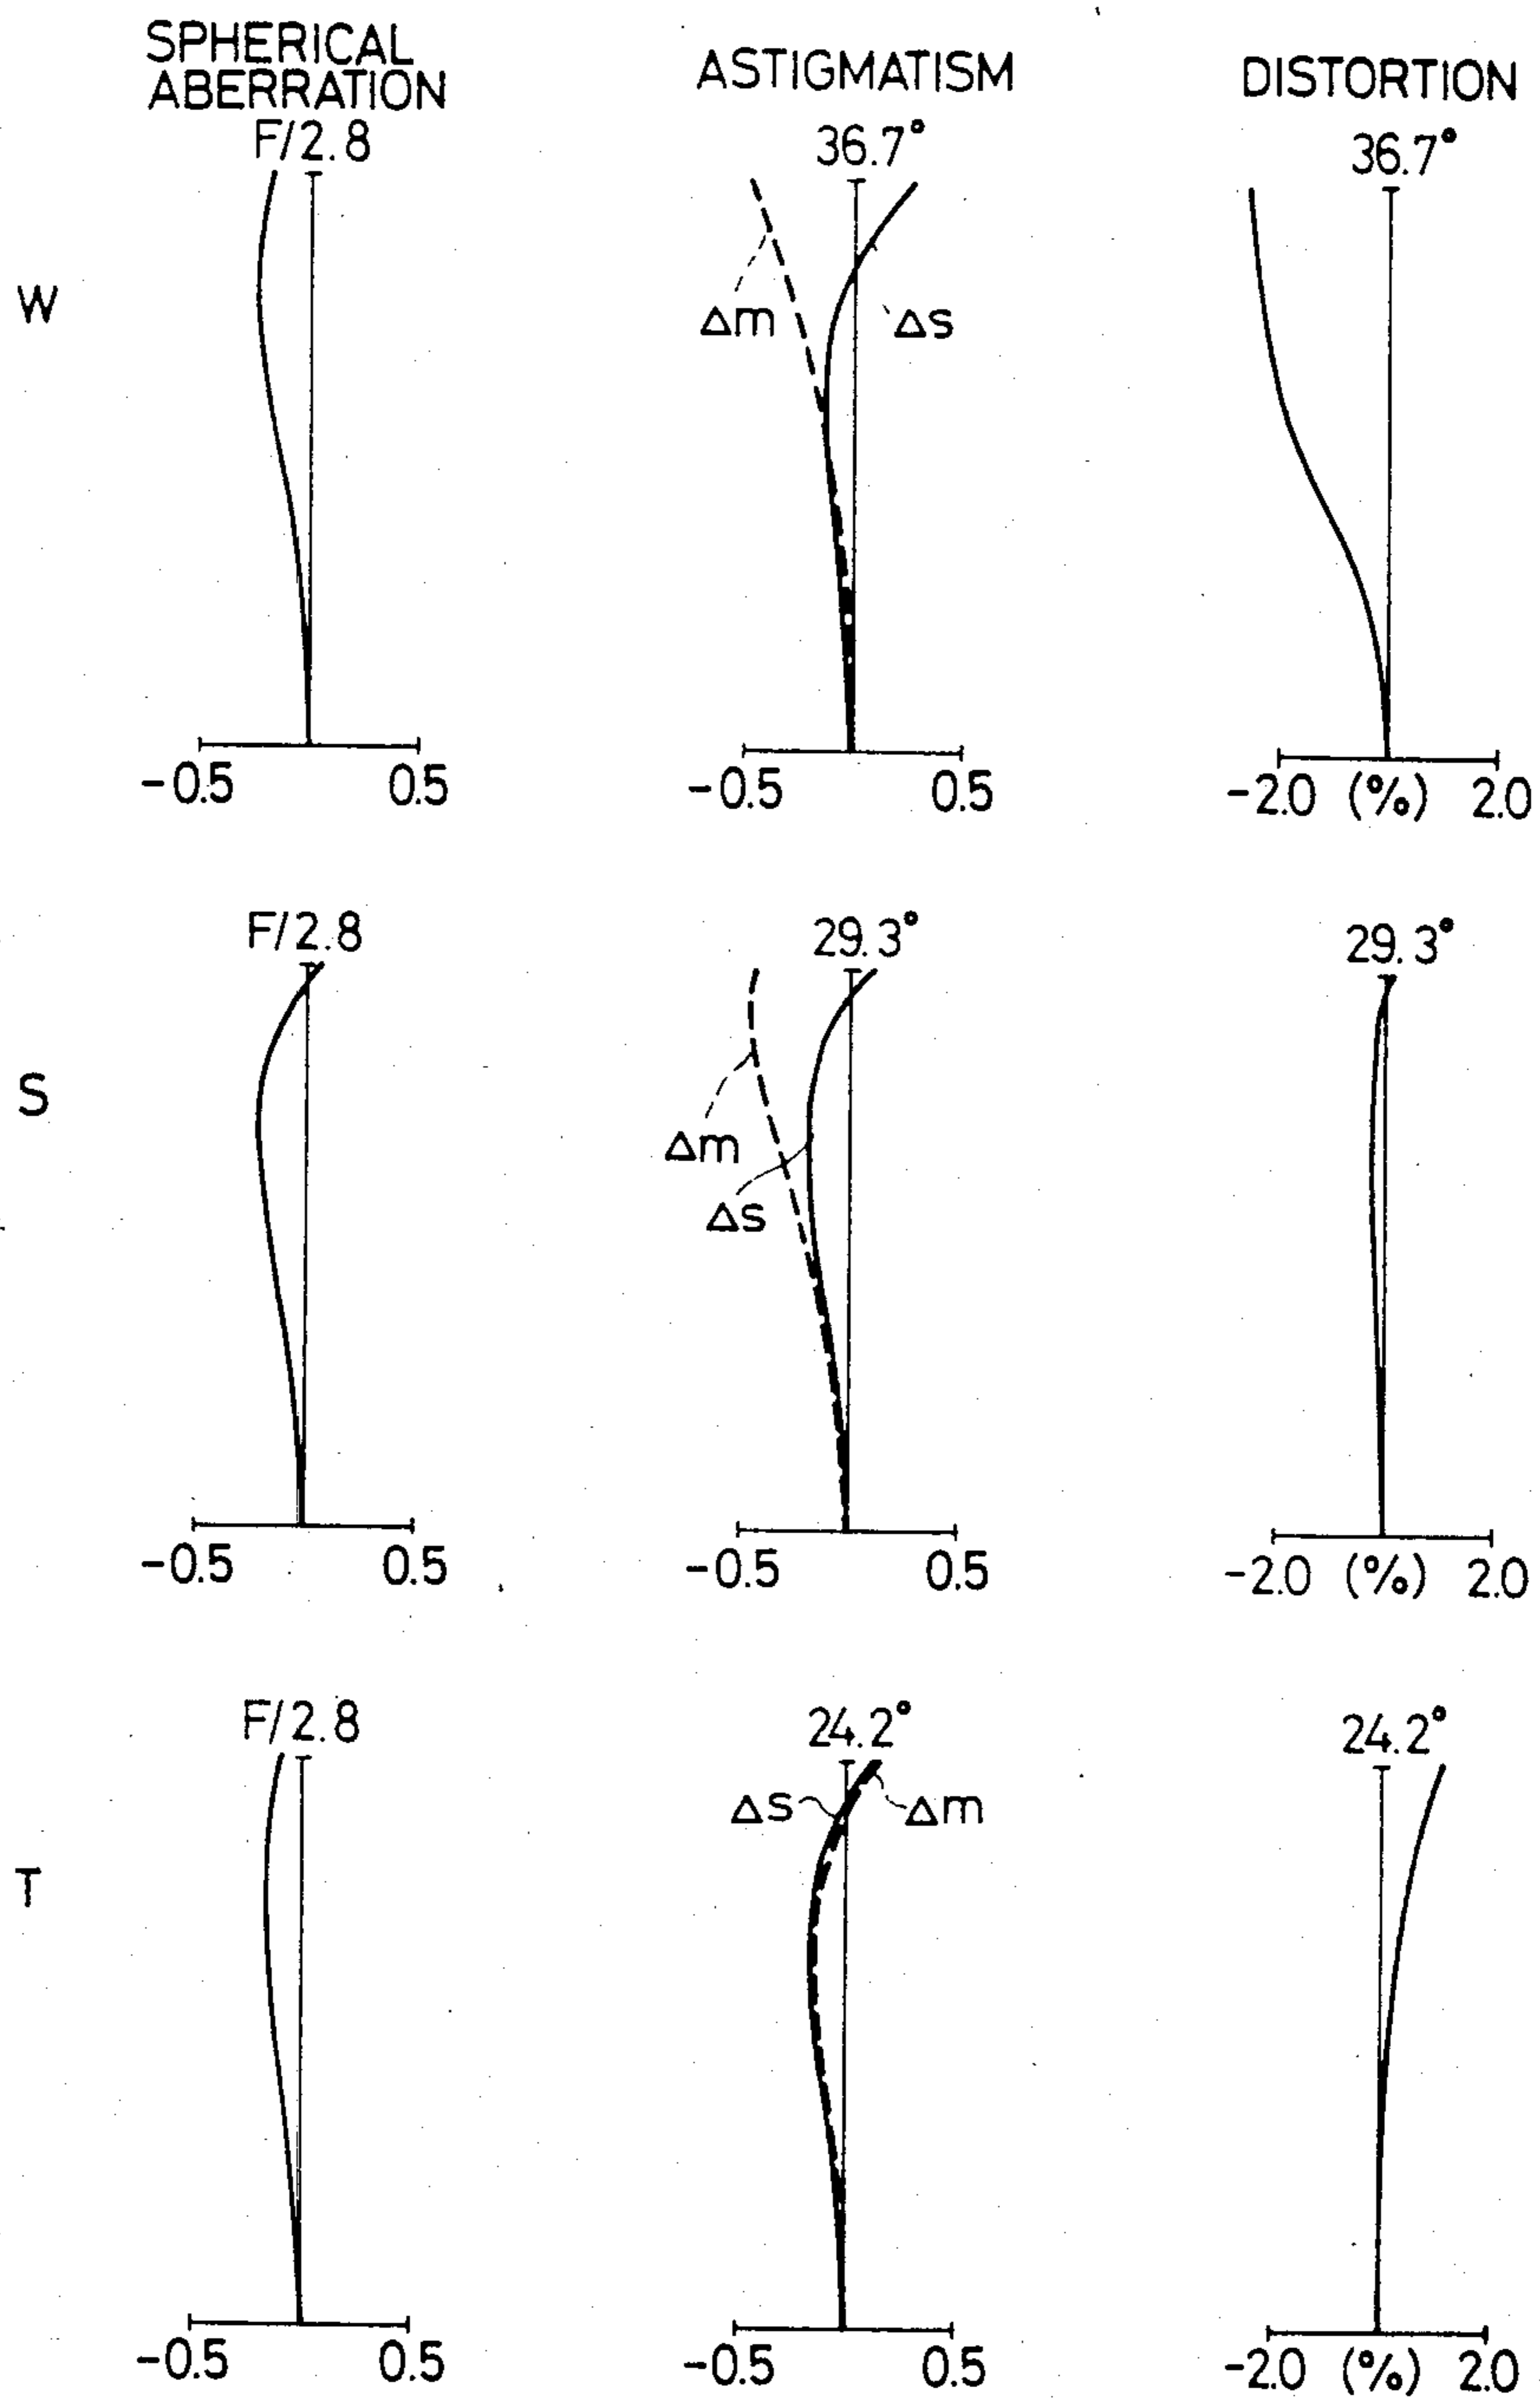 SPHERICAL
ABERRATION
ASTIGMATISM
DISTORTION
F/2.8
36.7°
36.7°
W
Δm
Δs
-0.5
0.5
-0.5
0.5
-2.0 (%) 2.0
F/2.8
29.3°
29.3°
S
Δm
Δs
-0.5
0.5
-0.5
0.5
-2.0 (%) 2.0
F/2.8
24.2°
24.2°
T
Δs
Δm
-0.5
0.5
-0.5
0.5
-2.0 (%) 2.0